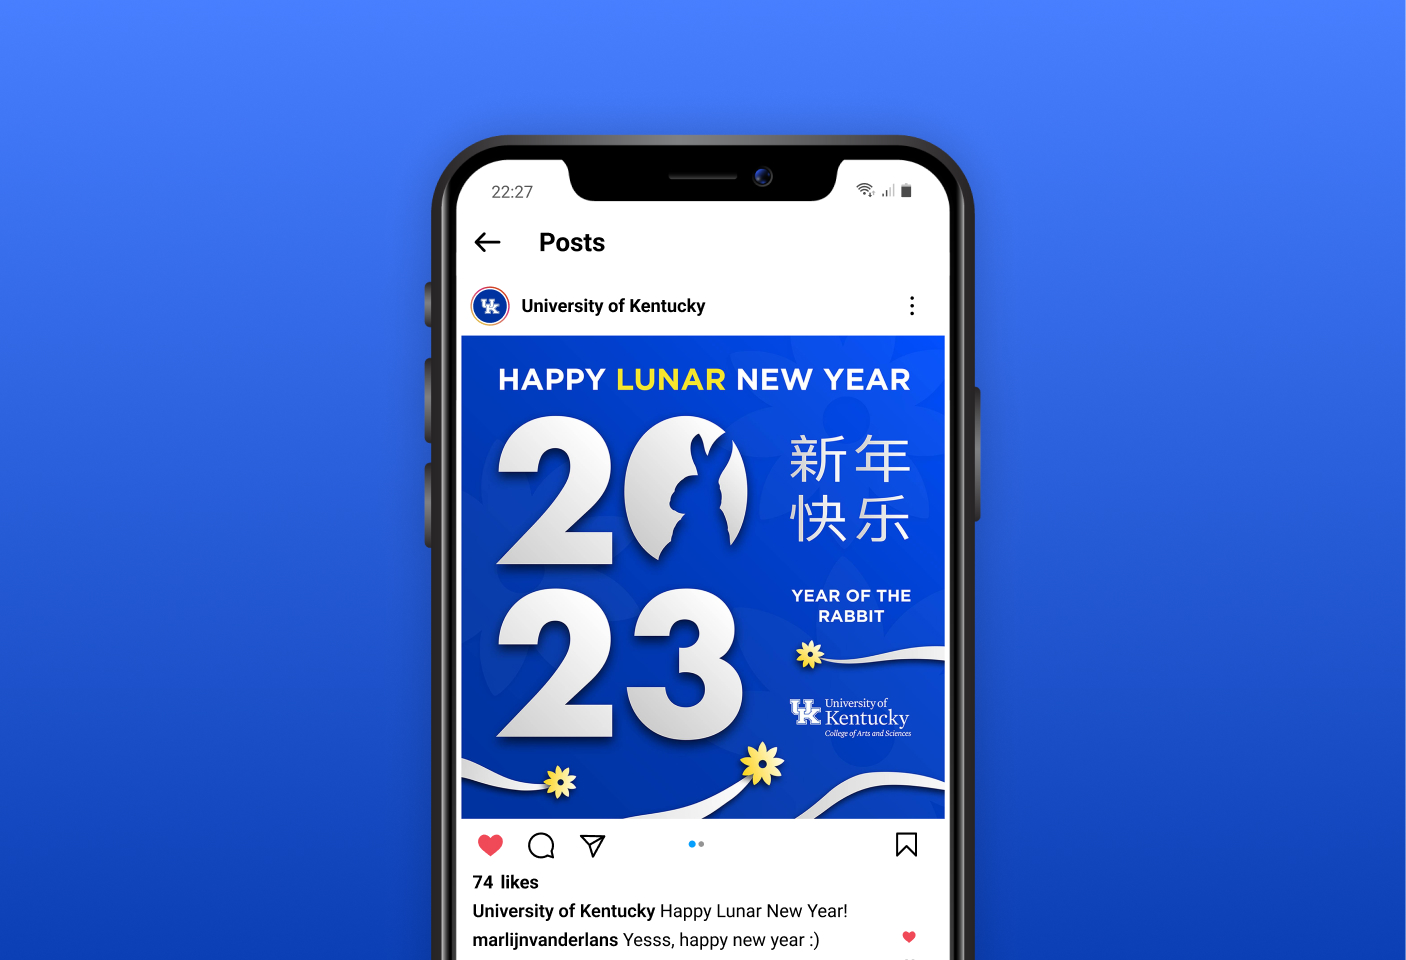 22:27
Posts
UK
University of Kentucky
HAPPY LUNAR NEW YEAR
2023
新年
快乐
YEAR OF THE
RABBIT
UK
University of
Kentucky
College of Arts and Sciences
74 likes
University of Kentucky Happy Lunar New Year!
marlijnvanderlans Yesss, happy new year :)